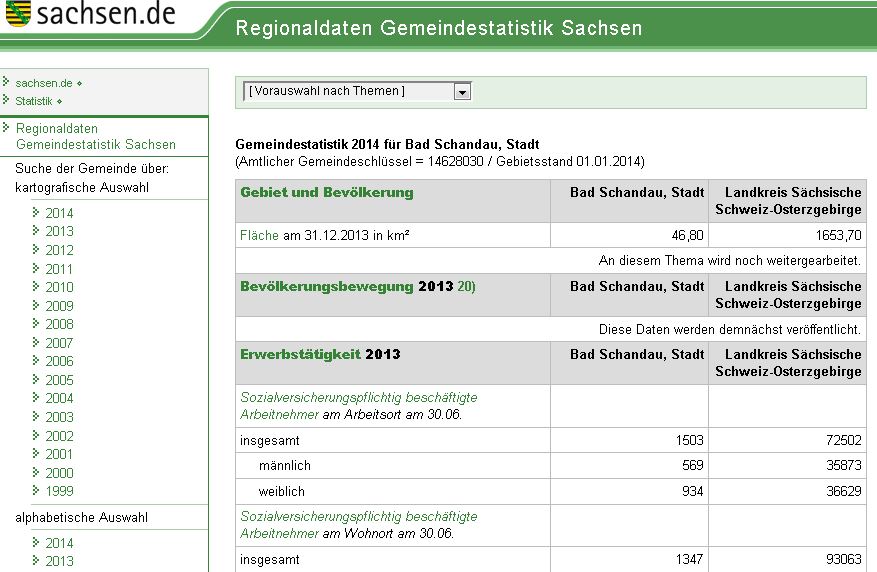 sachsen.de
Regionaldaten Gemeindestatistik Sachsen
sachsen.de
Statistik
Regionaldaten
Gemeindestatistik Sachsen
Suche der Gemeinde über:
kartografische Auswahl
2014
2013
2012
2011
2010
2009
2008
2007
2006
2005
2004
2003
2002
2001
2000
1999
alphabetische Auswahl
2014
2013
[ Vorauswahl nach Themen ]
Gemeindestatistik 2014 für Bad Schandau, Stadt
(Amtlicher Gemeindeschlüssel = 14628030 / Gebietsstand 01.01.2014)
Gebiet und Bevölkerung Bad Schandau, Stadt Landkreis Sächsische
Schweiz-Osterzgebirge
Fläche am 31.12.2013 in km² 46,80 1653,70
An diesem Thema wird noch weitergearbeitet.
Bevölkerungsbewegung 2013 20) Bad Schandau, Stadt Landkreis Sächsische
Schweiz-Osterzgebirge
Diese Daten werden demnächst veröffentlicht.
Erwerbstätigkeit 2013 Bad Schandau, Stadt Landkreis Sächsische
Schweiz-Osterzgebirge
Sozialversicherungspflichtig beschäftigte
Arbeitnehmer am Arbeitsort am 30.06.
insgesamt 1503 72502
männlich 569 35873
weiblich 934 36629
Sozialversicherungspflichtig beschäftigte
Arbeitnehmer am Wohnort am 30.06.
insgesamt 1347 93063